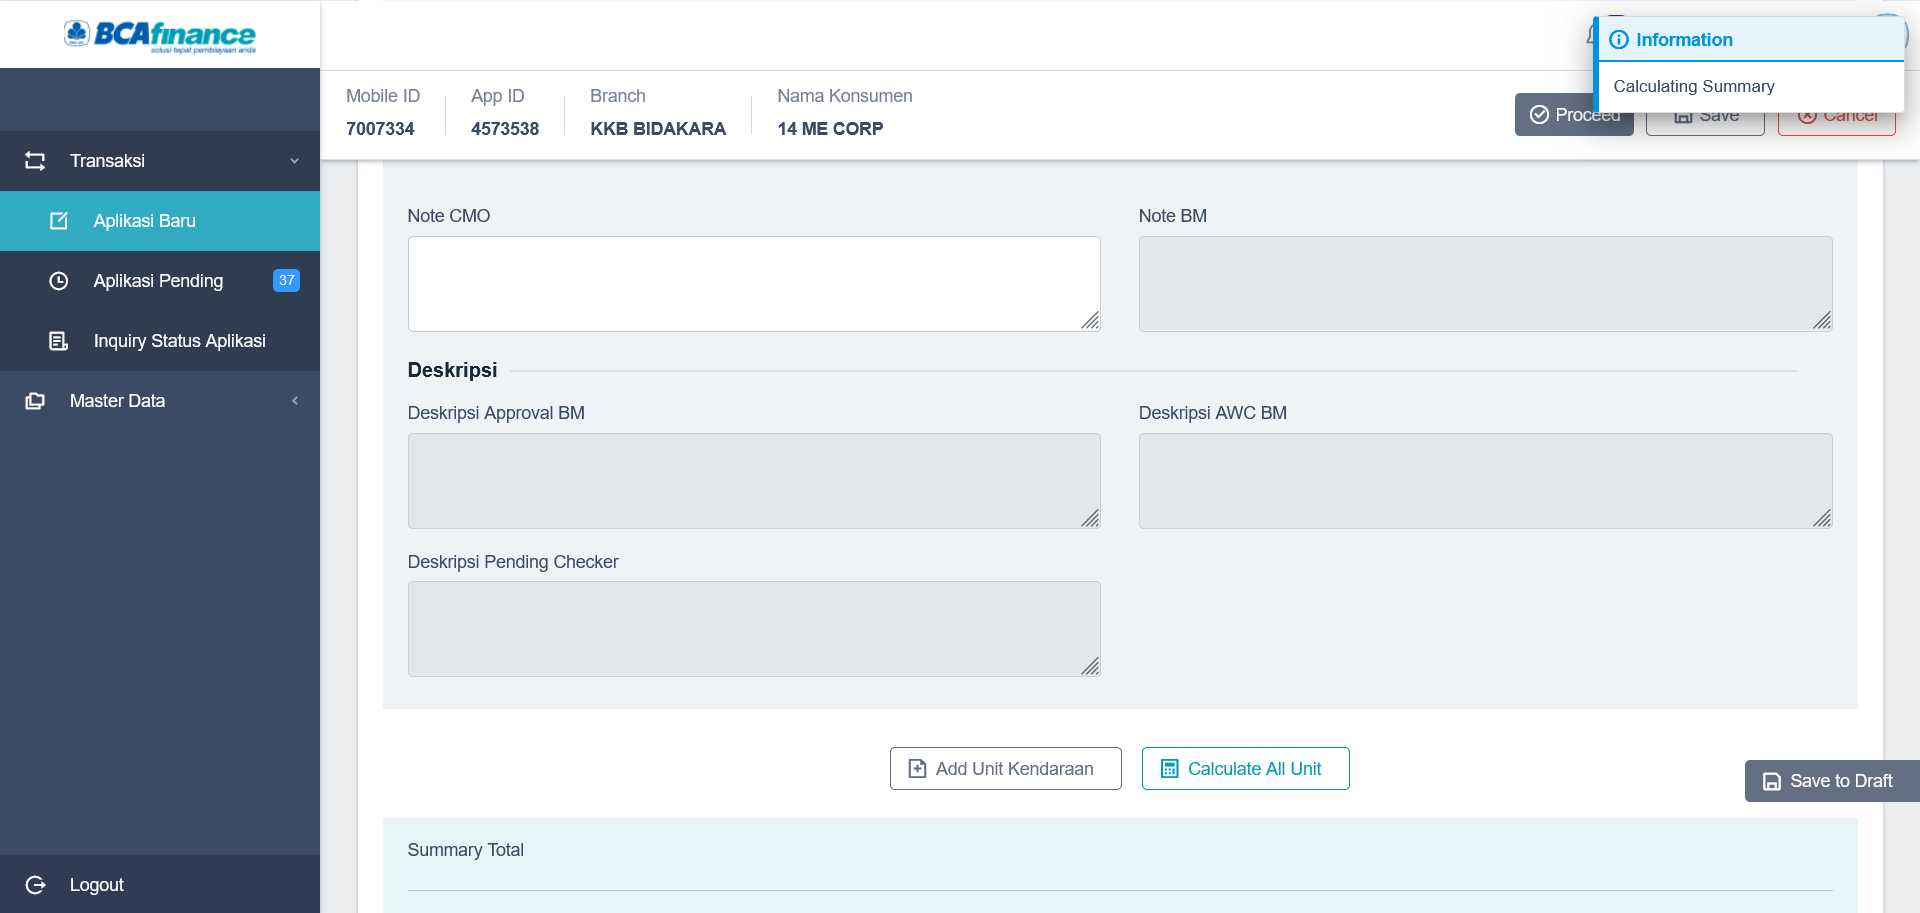 BCAfinance
solusi tepat pembiayaan anda
Information
Calculating Summary
Mobile ID
7007334
App ID
4573538
Branch
KKB BIDAKARA
Nama Konsumen
14 ME CORP
Proceed
Save
Cancel
Transaksi
Aplikasi Baru
Aplikasi Pending
37
Inquiry Status Aplikasi
Master Data
Logout
Note CMO
Note BM
Deskripsi
Deskripsi Approval BM
Deskripsi AWC BM
Deskripsi Pending Checker
Add Unit Kendaraan
Calculate All Unit
Save to Draft
Summary Total